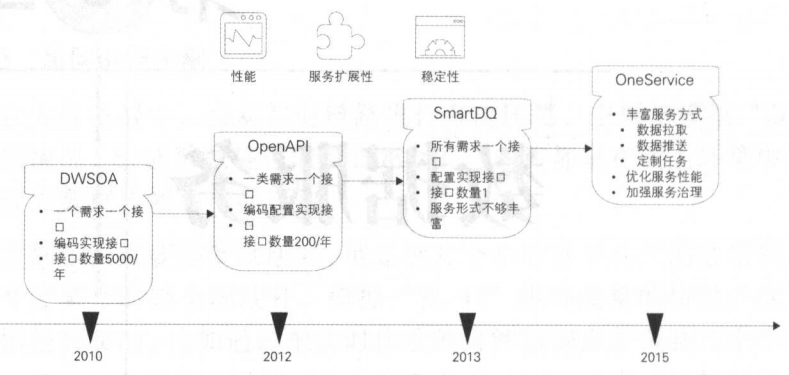 性能
服务扩展性
稳定性
DWSOA
• 一个需求一个接
口
• 编码实现接口
• 接口数量5000/
年
OpenAPI
• 一类需求一个接
口
编码配置实现接
• 口
接口数量200/年
SmartDQ
所有需求一个接
• 口
• 配置实现接口
接口数量1
• 服务形式不够丰
富
OneService
• 丰富服务方式
• 数据拉取
• 数据推送
• 定制任务
• 优化服务性能
• 加强服务治理
2010
2012
2013
2015